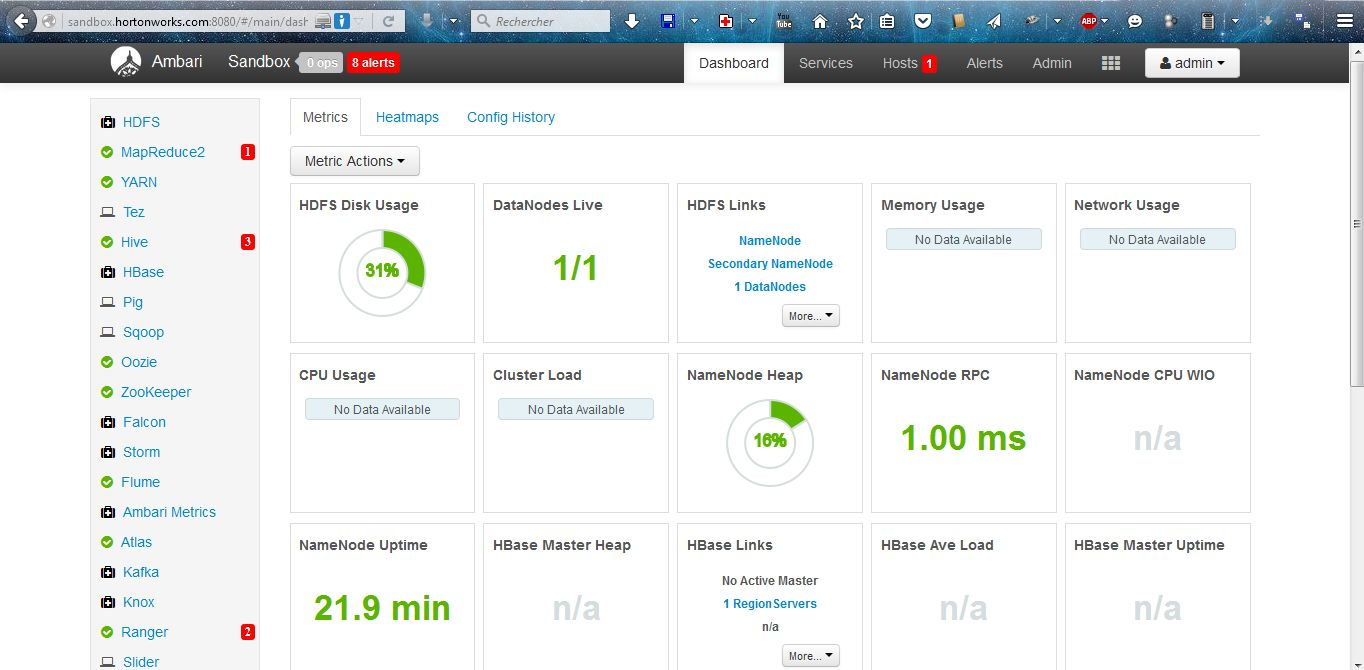 sandbox.hortonworks.com:8080/#/main/dash
Rechercher
You Tube
ABP
Ambari Sandbox 0 ops 8 alerts
Dashboard Services Hosts 1 Alerts Admin admin
HDFS
MapReduce2 1
YARN
Tez
Hive 3
HBase
Pig
Sqoop
Oozie
ZooKeeper
Falcon
Storm
Flume
Ambari Metrics
Atlas
Kafka
Knox
Ranger 2
Slider
Metrics Heatmaps Config History
Metric Actions
HDFS Disk Usage
31%
DataNodes Live
1/1
HDFS Links
NameNode
Secondary NameNode
1 DataNodes
More...
Memory Usage
No Data Available
Network Usage
No Data Available
CPU Usage
No Data Available
Cluster Load
No Data Available
NameNode Heap
16%
NameNode RPC
1.00 ms
NameNode CPU WIO
n/a
NameNode Uptime
21.9 min
HBase Master Heap
n/a
HBase Links
No Active Master
1 RegionServers
n/a
More...
HBase Ave Load
n/a
HBase Master Uptime
n/a